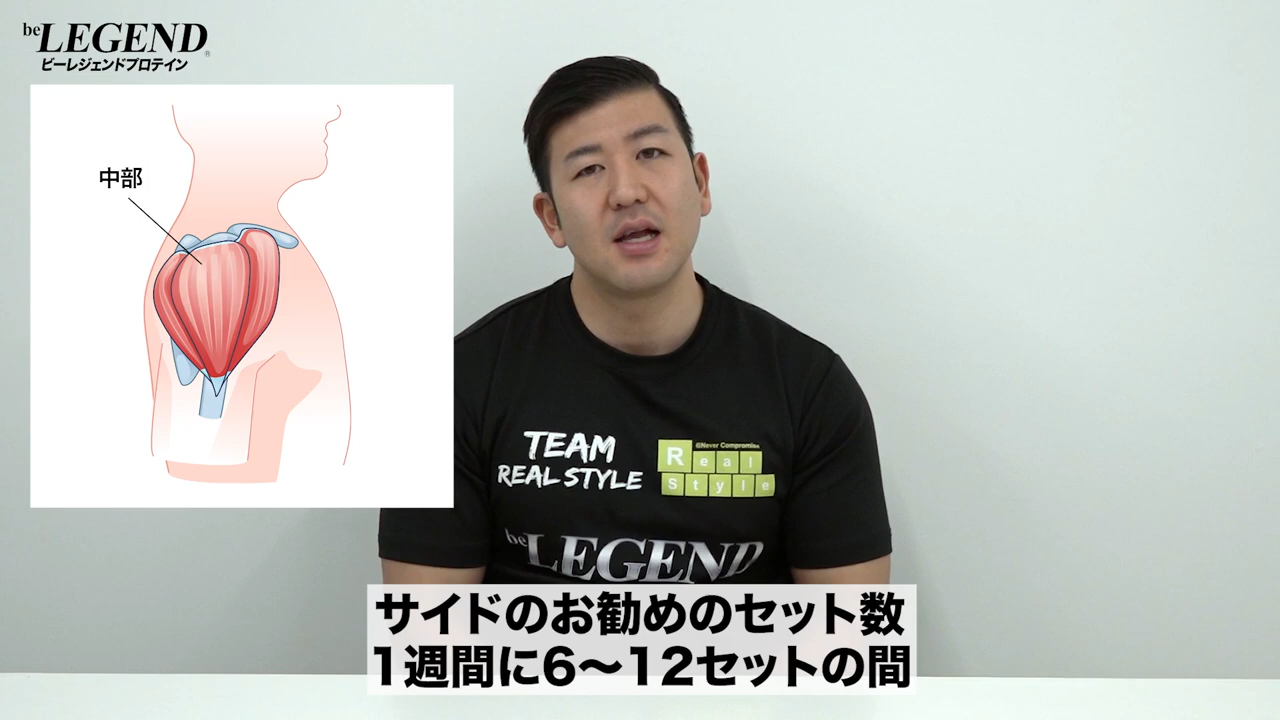 be LEGEND®
ビーレジェンドプロテイン
中部
TEAM
REAL STYLE
@Never Compromise
Real
Style
be LEGEND
サイドのお勧めのセット数
1週間に6〜12セットの間